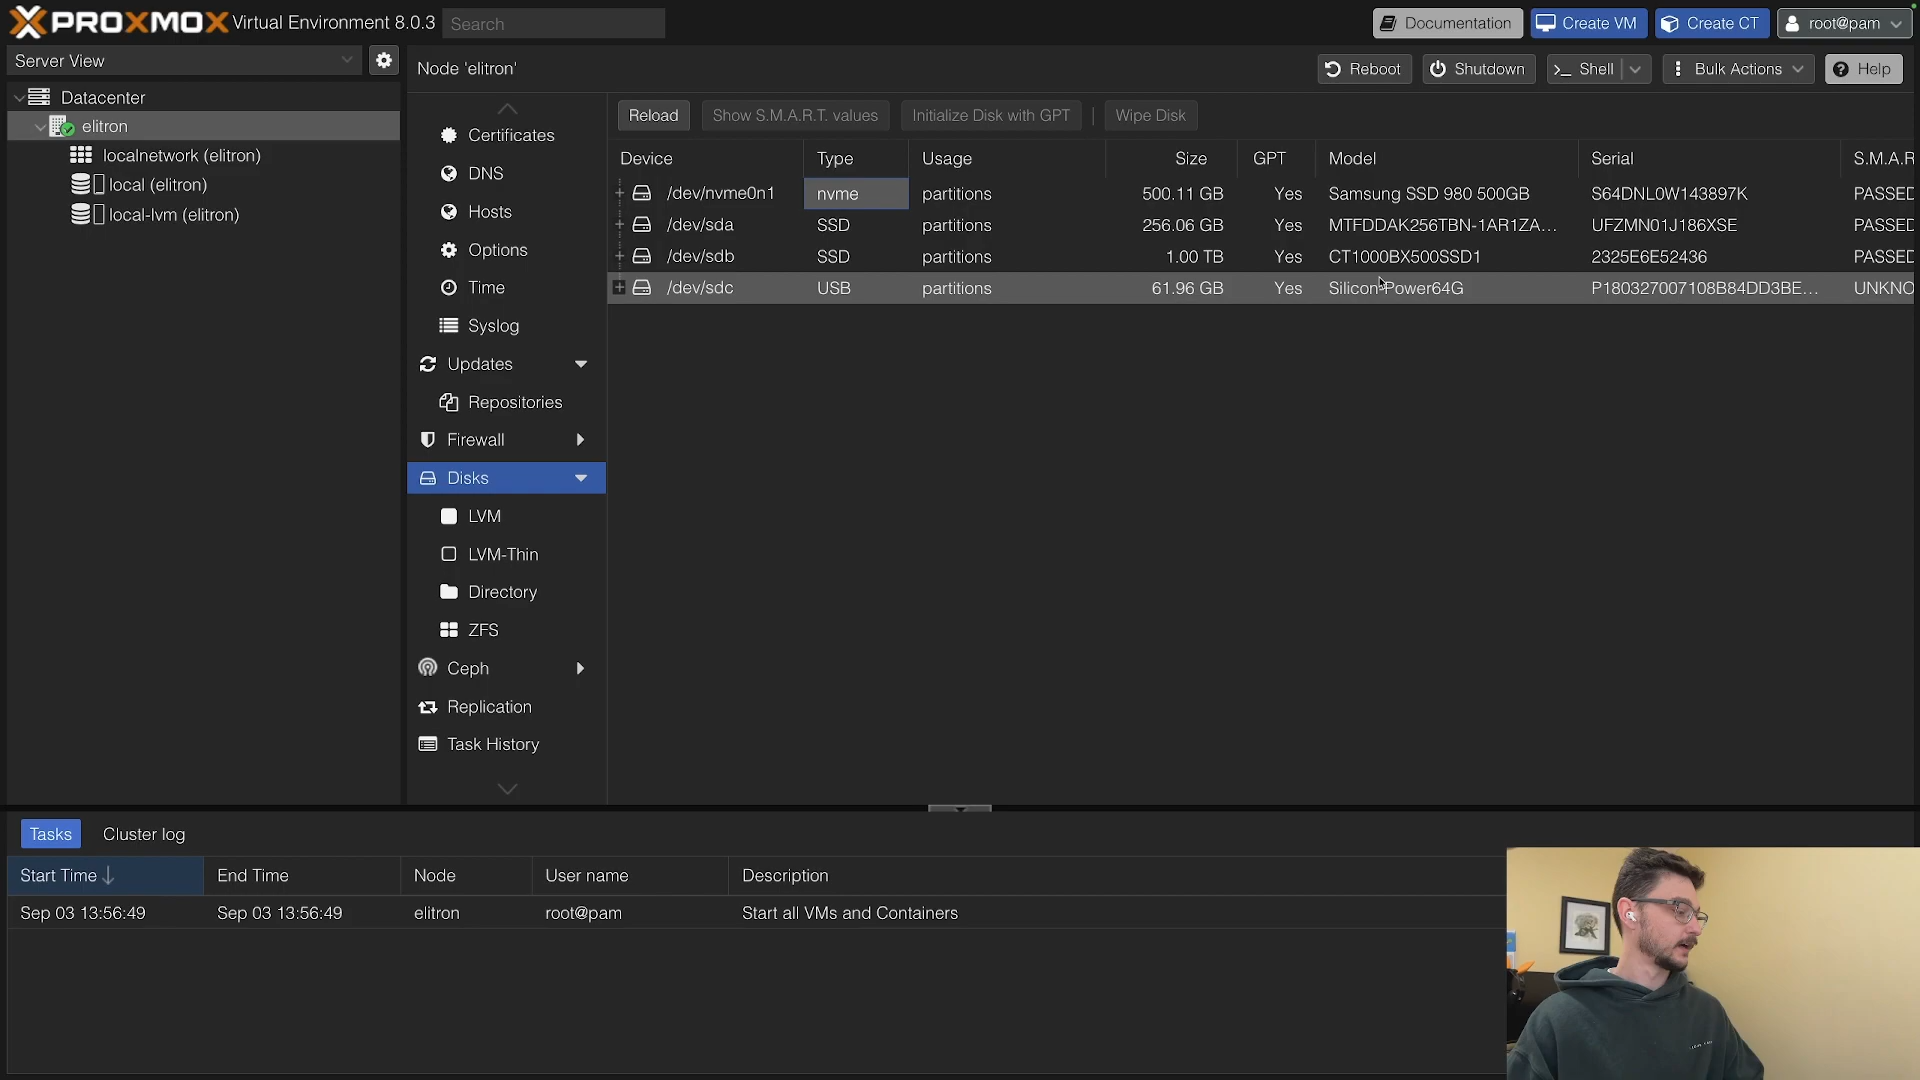 PROXMOX Virtual Environment 8.0.3 Search Documentation Create VM Create CT root@pam
Server View
Node 'elitron' Reboot Shutdown >_ Shell Bulk Actions Help
Datacenter
elitron
localnetwork (elitron)
local (elitron)
local-lvm (elitron)
Certificates
DNS
Hosts
Options
Time
Syslog
Updates
Repositories
Firewall
Disks
LVM
LVM-Thin
Directory
ZFS
Ceph
Replication
Task History
Reload Show S.M.A.R.T. values Initialize Disk with GPT Wipe Disk
Device Type Usage Size GPT Model Serial S.M.A.R
/dev/nvme0n1 nvme partitions 500.11 GB Yes Samsung SSD 980 500GB S64DNL0W143897K PASSED
/dev/sda SSD partitions 256.06 GB Yes MTFDDAK256TBN-1AR1ZA... UFZMN01J186XSE PASSED
/dev/sdb SSD partitions 1.00 TB Yes CT1000BX500SSD1 2325E6E52436 PASSED
/dev/sdc USB partitions 61.96 GB Yes Silicon-Power64G P180327007108B84DD3BE... UNKNO
Tasks Cluster log
Start Time End Time Node User name Description
Sep 03 13:56:49 Sep 03 13:56:49 elitron root@pam Start all VMs and Containers